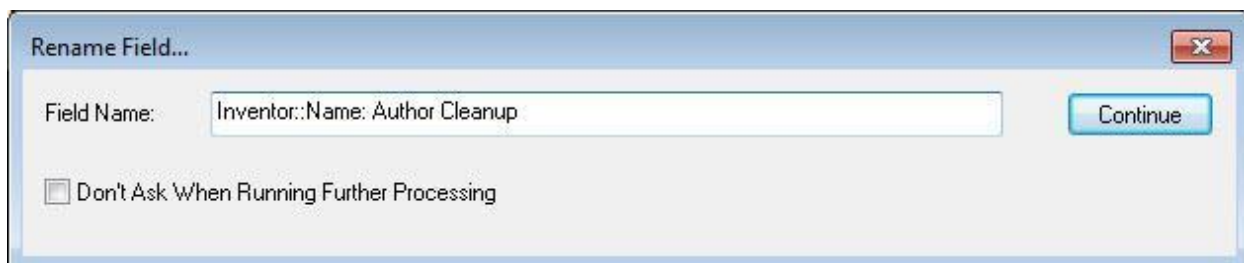 Rename Field...
Field Name: Inventor::Name: Author Cleanup Continue
Don't Ask When Running Further Processing